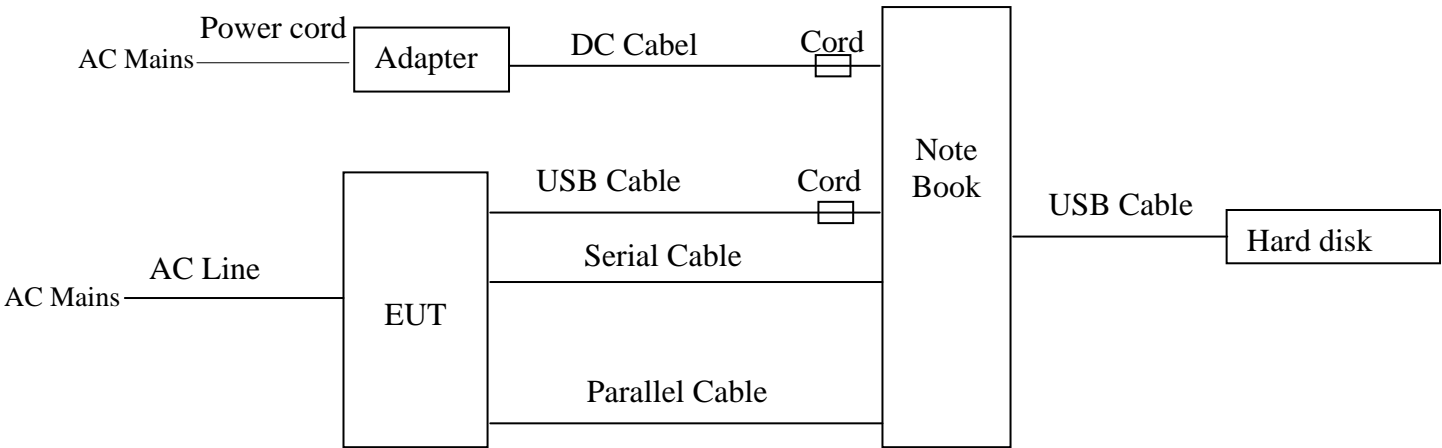 Power cord
AC Mains
Adapter
DC Cabel
Cord
Note
Book
USB Cable
Cord
USB Cable
Hard disk
Serial Cable
AC Line
AC Mains
EUT
Parallel Cable